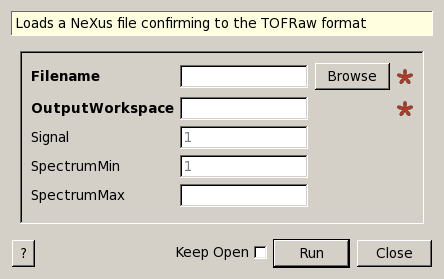 Loads a NeXus file confirming to the TOFRaw format
Filename Browse *
OutputWorkspace *
Signal 1
SpectrumMin 1
SpectrumMax
? Keep Open Run Close